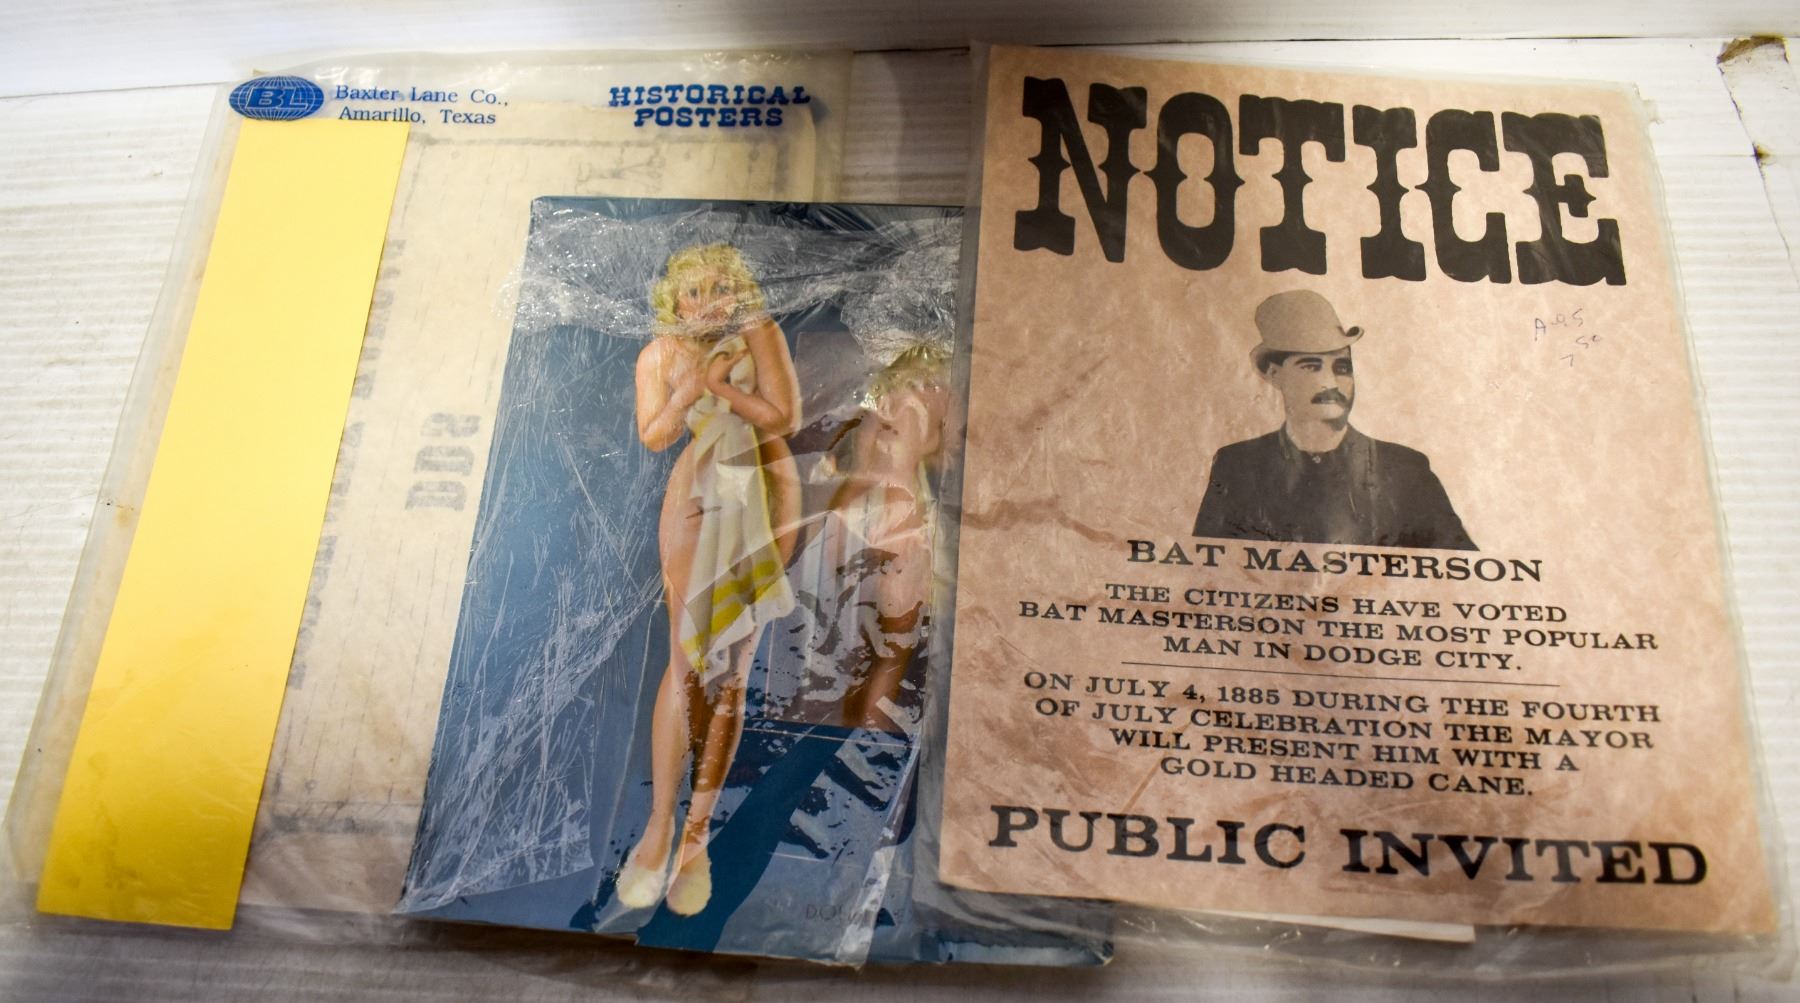 BL
Baxter Lane Co.,
Amarillo, Texas
HISTORICAL
POSTERS
NOTICE
BAT MASTERSON
THE CITIZENS HAVE VOTED
BAT MASTERSON THE MOST POPULAR
MAN IN DODGE CITY.
ON JULY 4, 1885 DURING THE FOURTH
OF JULY CELEBRATION THE MAYOR
WILL PRESENT HIM WITH A
GOLD HEADED CANE.
PUBLIC INVITED